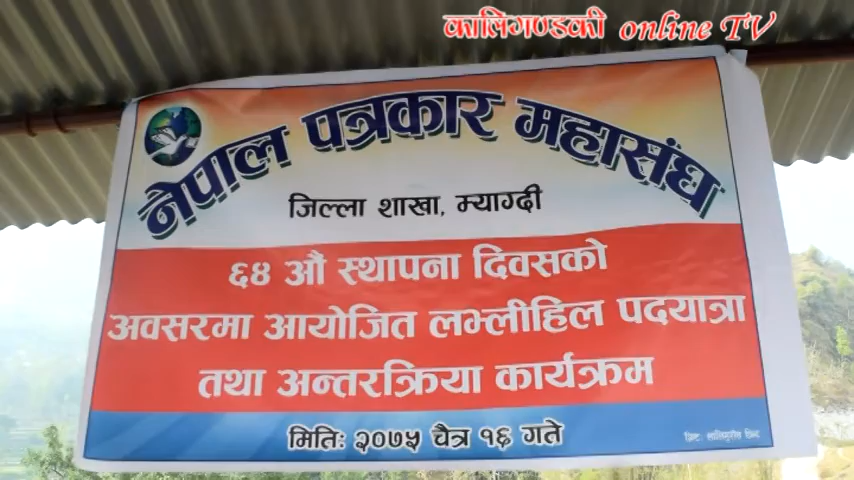 कालिगण्डकी online TV
नेपाल पत्रकार महासंघ
जिल्ला शाखा, म्याग्दी
६४ औ स्थापना दिवसको
अवसरमा आयोजित लभ्लीहिल पदयात्रा
तथा अन्तरक्रिया कार्यक्रम
मिति: २०७५ चैत्र १६ गते